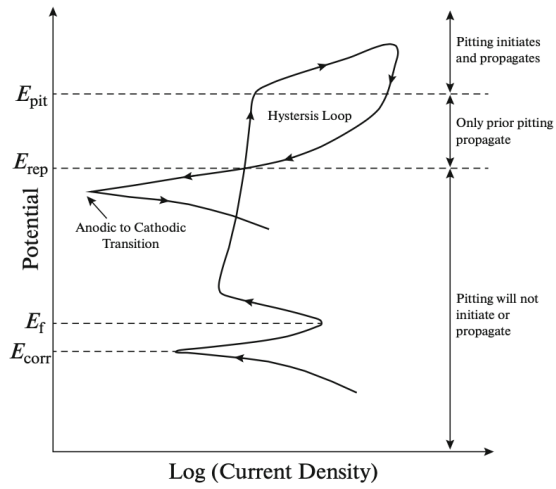 Pitting initiates
and propagates
E_pit
Hystersis Loop
Only prior pitting
propagate
E_rep
Anodic to Cathodic
Transition
Potential
E_f
Pitting will not
initiate or
propagate
E_corr
Log (Current Density)